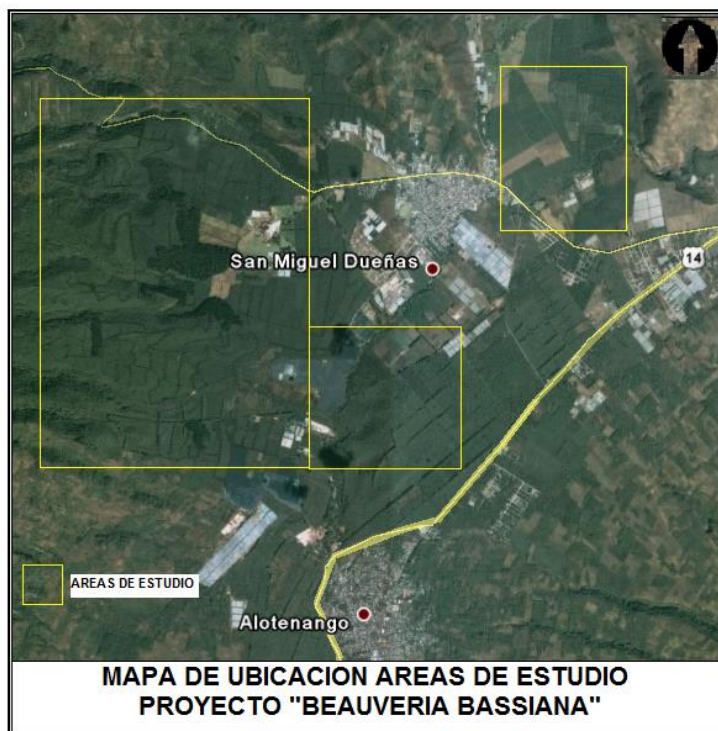 San Miguel Dueñas
14
AREAS DE ESTUDIO
Alotenango
MAPA DE UBICACION AREAS DE ESTUDIO
PROYECTO "BEAUVERIA BASSIANA"